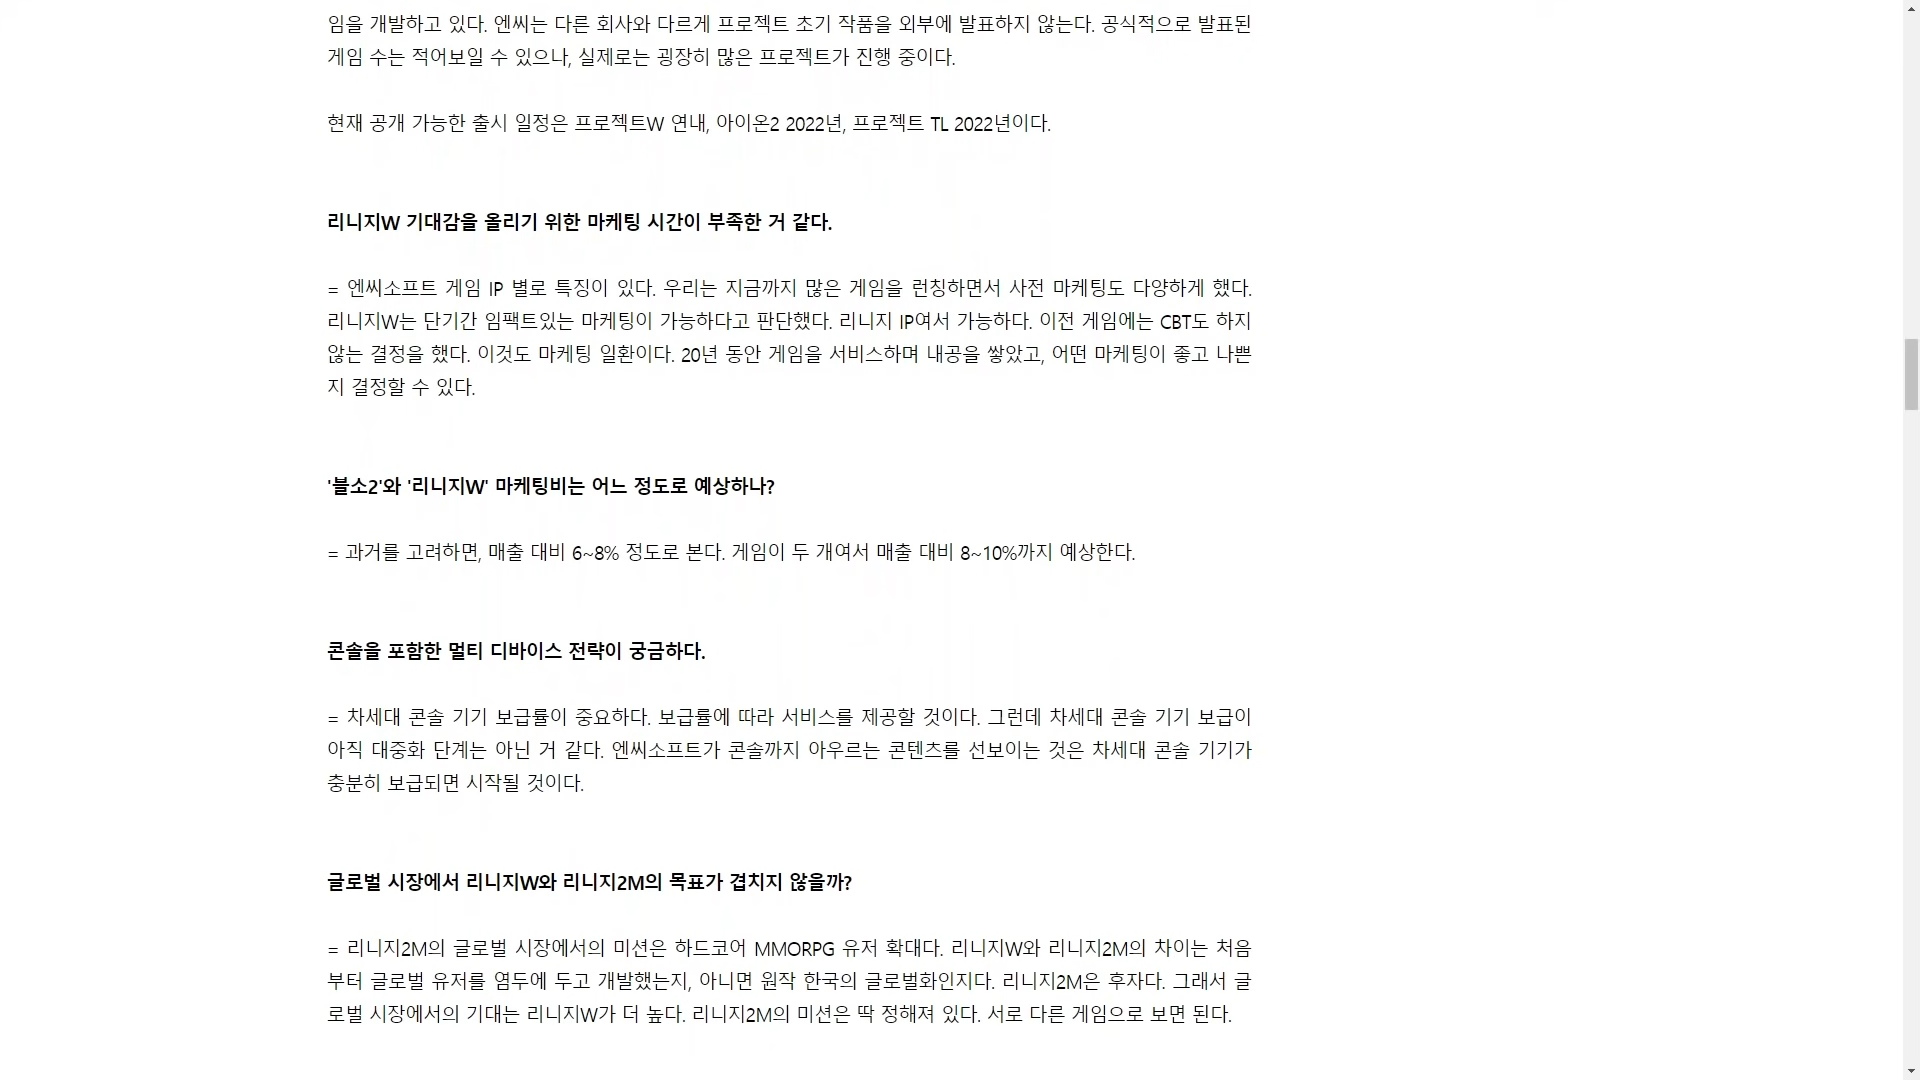 임을 개발하고 있다. 엔씨는 다른 회사와 다르게 프로젝트 초기 작품을 외부에 발표하지 않는다. 공식적으로 발표된
게임 수는 적어보일 수 있으나, 실제로는 굉장히 많은 프로젝트가 진행 중이다.
현재 공개 가능한 출시 일정은 프로젝트W 연내, 아이온2 2022년, 프로젝트 TL 2022년이다.
리니지W 기대감을 올리기 위한 마케팅 시간이 부족한 거 같다.
= 엔씨소프트 게임 IP 별로 특징이 있다. 우리는 지금까지 많은 게임을 런칭하면서 사전 마케팅도 다양하게 했다.
리니지W는 단기간 임팩트있는 마케팅이 가능하다고 판단했다. 리니지 IP여서 가능하다. 이전 게임에는 CBT도 하지
않는 결정을 했다. 이것도 마케팅 일환이다. 20년 동안 게임을 서비스하며 내공을 쌓았고, 어떤 마케팅이 좋고 나쁜
지 결정할 수 있다.
'블소2'와 '리니지W' 마케팅비는 어느 정도로 예상하나?
= 과거를 고려하면, 매출 대비 6~8% 정도로 본다. 게임이 두 개여서 매출 대비 8~10%까지 예상한다.
콘솔을 포함한 멀티 디바이스 전략이 궁금하다.
= 차세대 콘솔 기기 보급률이 중요하다. 보급률에 따라 서비스를 제공할 것이다. 그런데 차세대 콘솔 기기 보급이
아직 대중화 단계는 아닌 거 같다. 엔씨소프트가 콘솔까지 아우르는 콘텐츠를 선보이는 것은 차세대 콘솔 기기가
충분히 보급되면 시작될 것이다.
글로벌 시장에서 리니지W와 리니지2M의 목표가 겹치지 않을까?
= 리니지2M의 글로벌 시장에서의 미션은 하드코어 MMORPG 유저 확대다. 리니지W와 리니지2M의 차이는 처음
부터 글로벌 유저를 염두에 두고 개발했는지, 아니면 원작 한국의 글로벌화인지다. 리니지2M은 후자다. 그래서 글
로벌 시장에서의 기대는 리니지W가 더 높다. 리니지2M의 미션은 딱 정해져 있다. 서로 다른 게임으로 보면 된다.